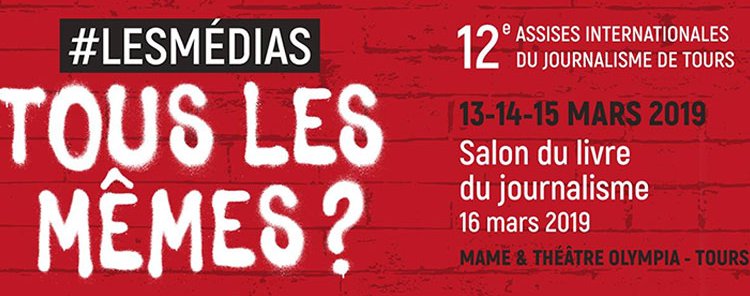 #LESMÉDIAS
TOUS LES
MÊMES ?
12e ASSISES INTERNATIONALES
DU JOURNALISME DE TOURS
13-14-15 MARS 2019
Salon du livre
du journalisme
16 mars 2019
MAME & THÉÂTRE OLYMPIA - TOURS